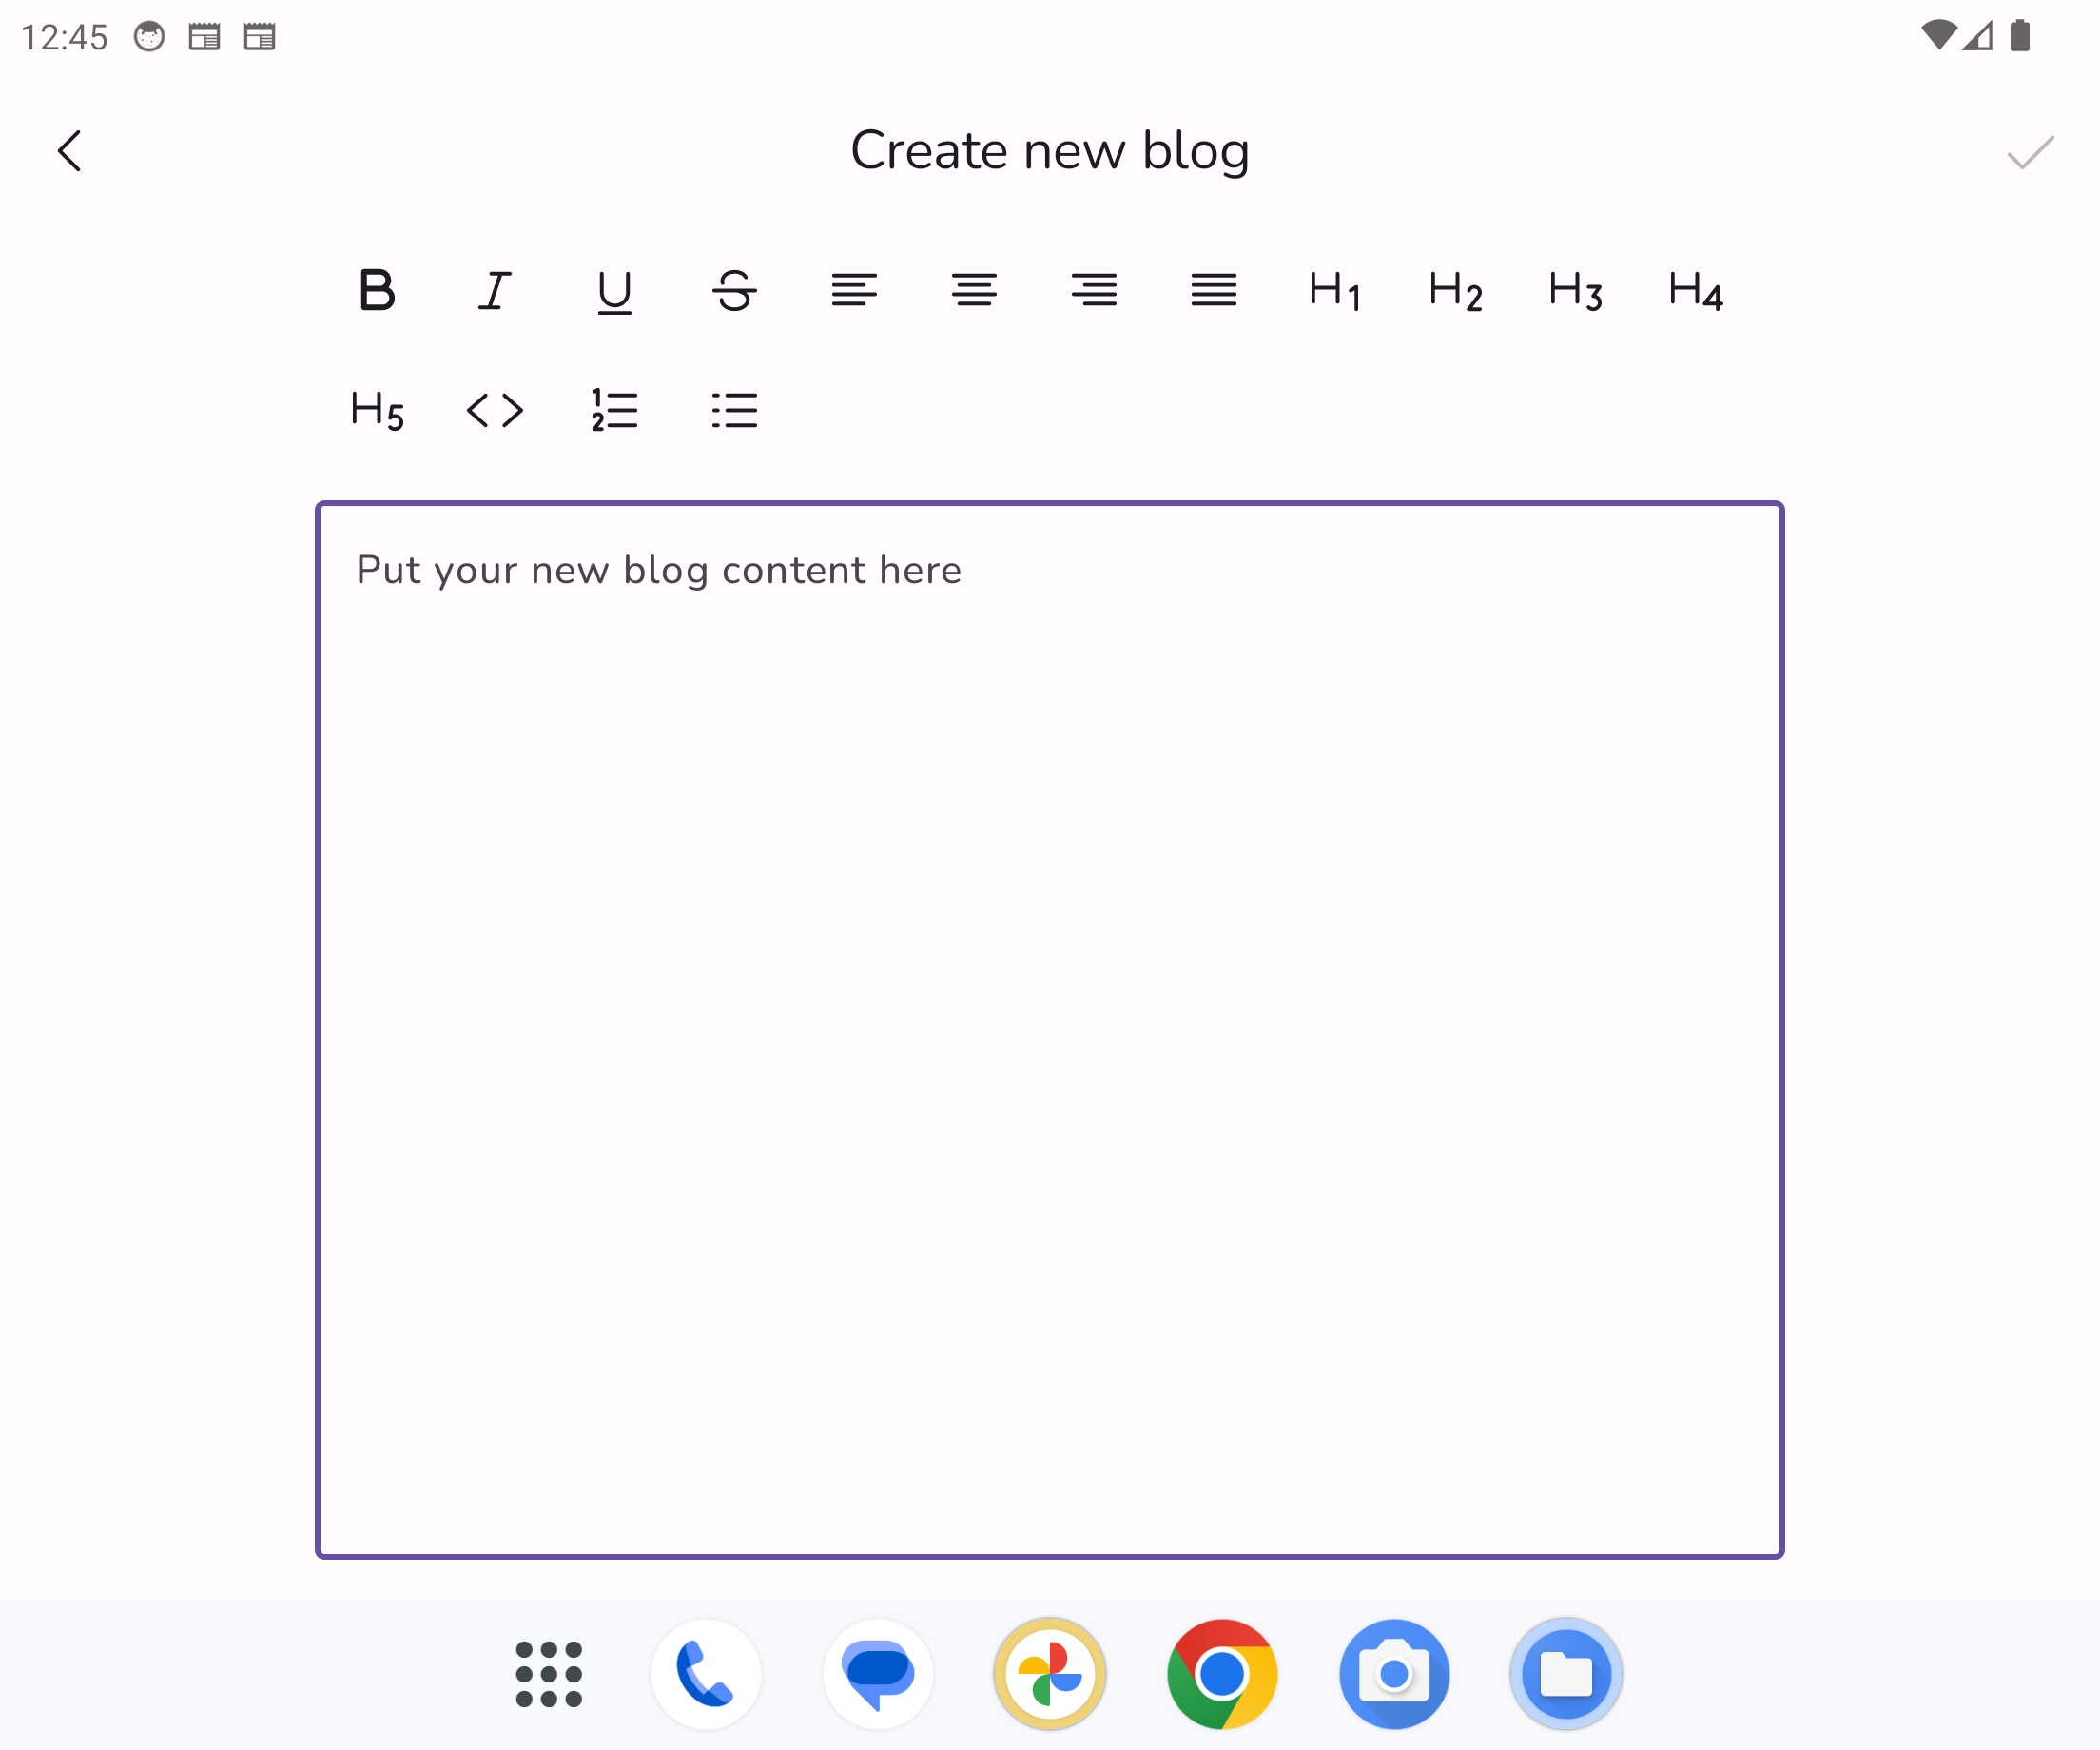 12:45
Create new blog
B I U S H1 H2 H3 H4
H5 <> 1 2
Put your new blog content here